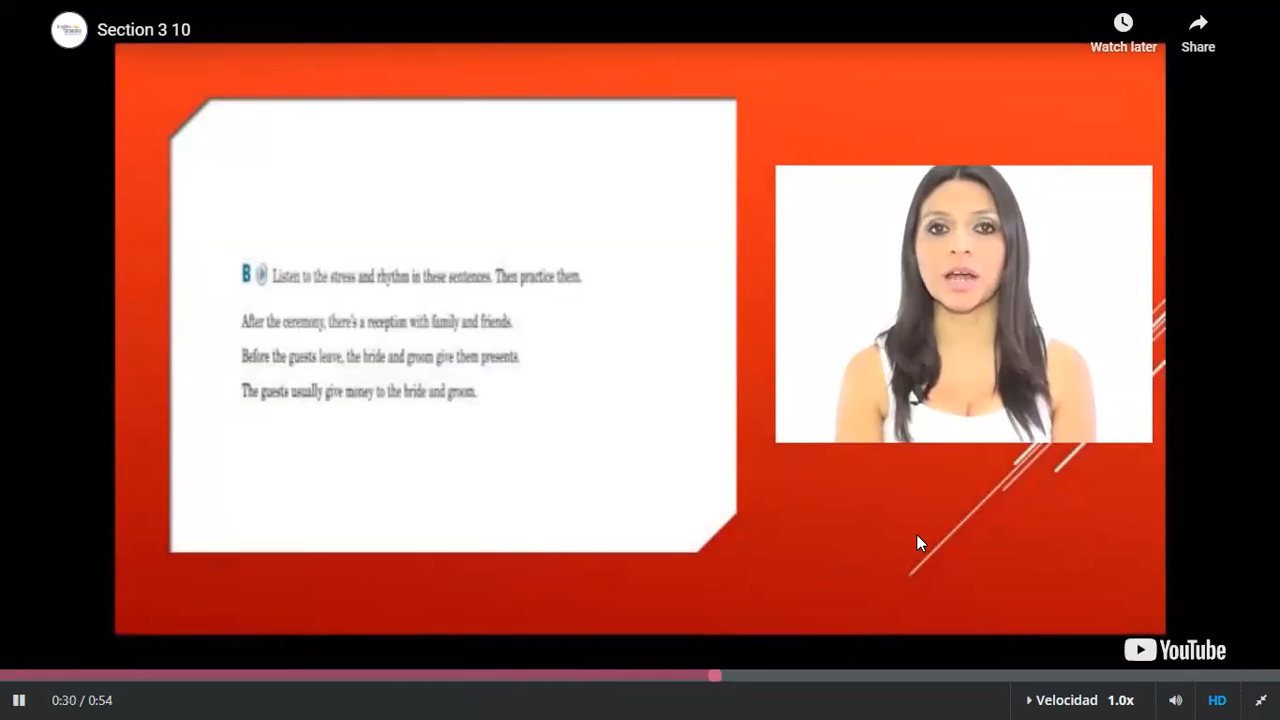 Section 3 10
Watch later
Share
B Listen to the stress and rhythm in these sentences. Then practice them.
After the ceremony, there's a reception with family and friends.
Before the guests leave, the bride and groom give them presents.
The guests usually give money to the bride and groom.
YouTube
0:30 / 0:54
Velocidad 1.0x
HD